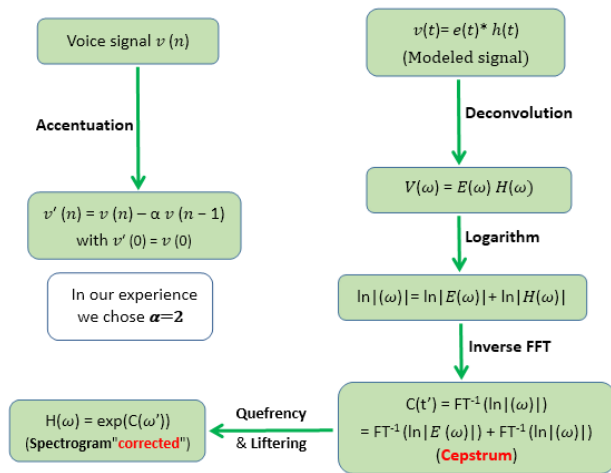 Voice signal v (n)
Accentuation
v′ (n) = v (n) − α v (n − 1)
with v′ (0) = v (0)
In our experience
we chose α=2
v(t)= e(t)* h(t)
(Modeled signal)
Deconvolution
V(ω) = E(ω) H(ω)
Logarithm
ln|(ω)| = ln|E(ω)| + ln|H(ω)|
Inverse FFT
C(t′) = FT⁻¹(ln|(ω)|)
= FT⁻¹(ln|E (ω)|) + FT⁻¹(ln|(ω)|)
(Cepstrum)
Quefrency
& Liftering
H(ω) = exp(C(ω’))
(Spectrogram"corrected")